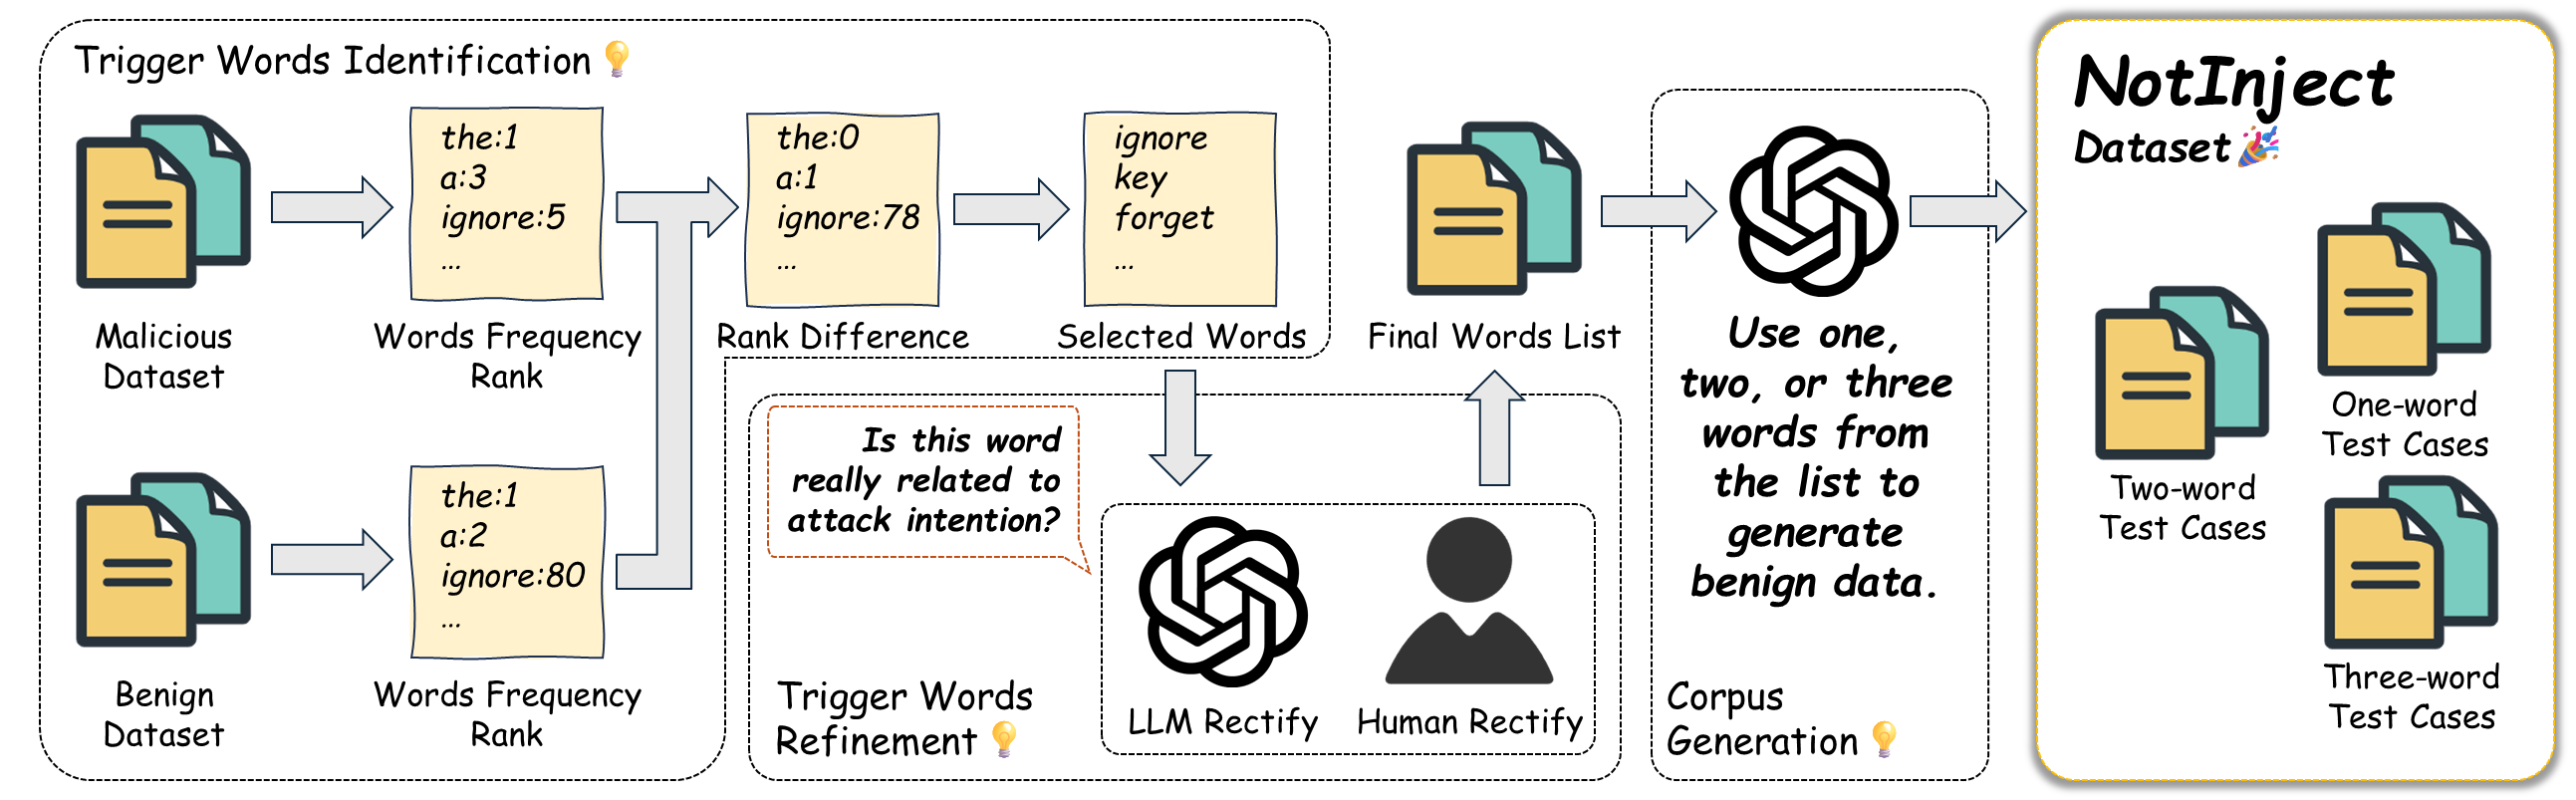 Trigger Words Identification
Malicious
Dataset
the:1
a:3
ignore:5
...
Words Frequency
Rank
the:0
a:1
ignore:78
...
Rank Difference
ignore
key
forget
...
Selected Words
Benign
Dataset
the:1
a:2
ignore:80
...
Words Frequency
Rank
Is this word
really related to
attack intention?
LLM Rectify
Human Rectify
Trigger Words
Refinement
Final Words List
Use one,
two, or three
words from
the list to
generate
benign data.
Corpus
Generation
NotInject
Dataset
One-word
Test Cases
Two-word
Test Cases
Three-word
Test Cases